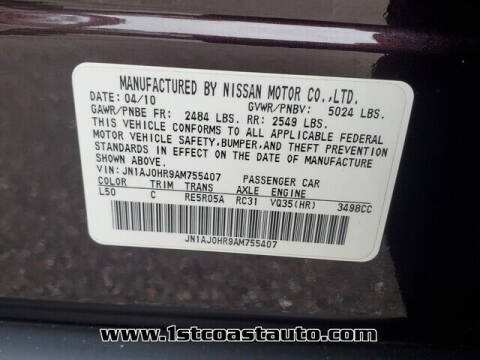 MANUFACTURED BY NISSAN MOTOR CO.,LTD.
DATE: 04/10 GVWR/PNBV: 5024 LBS.
GAWR/PNBE FR: 2484 LBS. RR: 2549 LBS.
THIS VEHICLE CONFORMS TO ALL APPLICABLE FEDERAL
MOTOR VEHICLE SAFETY, BUMPER, AND THEFT PREVENTION
STANDARDS IN EFFECT ON THE DATE OF MANUFACTURE
SHOWN ABOVE.
VIN: JN1AJ0HR9AM755407 PASSENGER CAR
COLOR TRIM TRANS AXLE ENGINE
L50 C RE5R05A RC31 VQ35(HR) 3498CC
JN1AJ0HR9AM755407
www.1stcoastauto.com